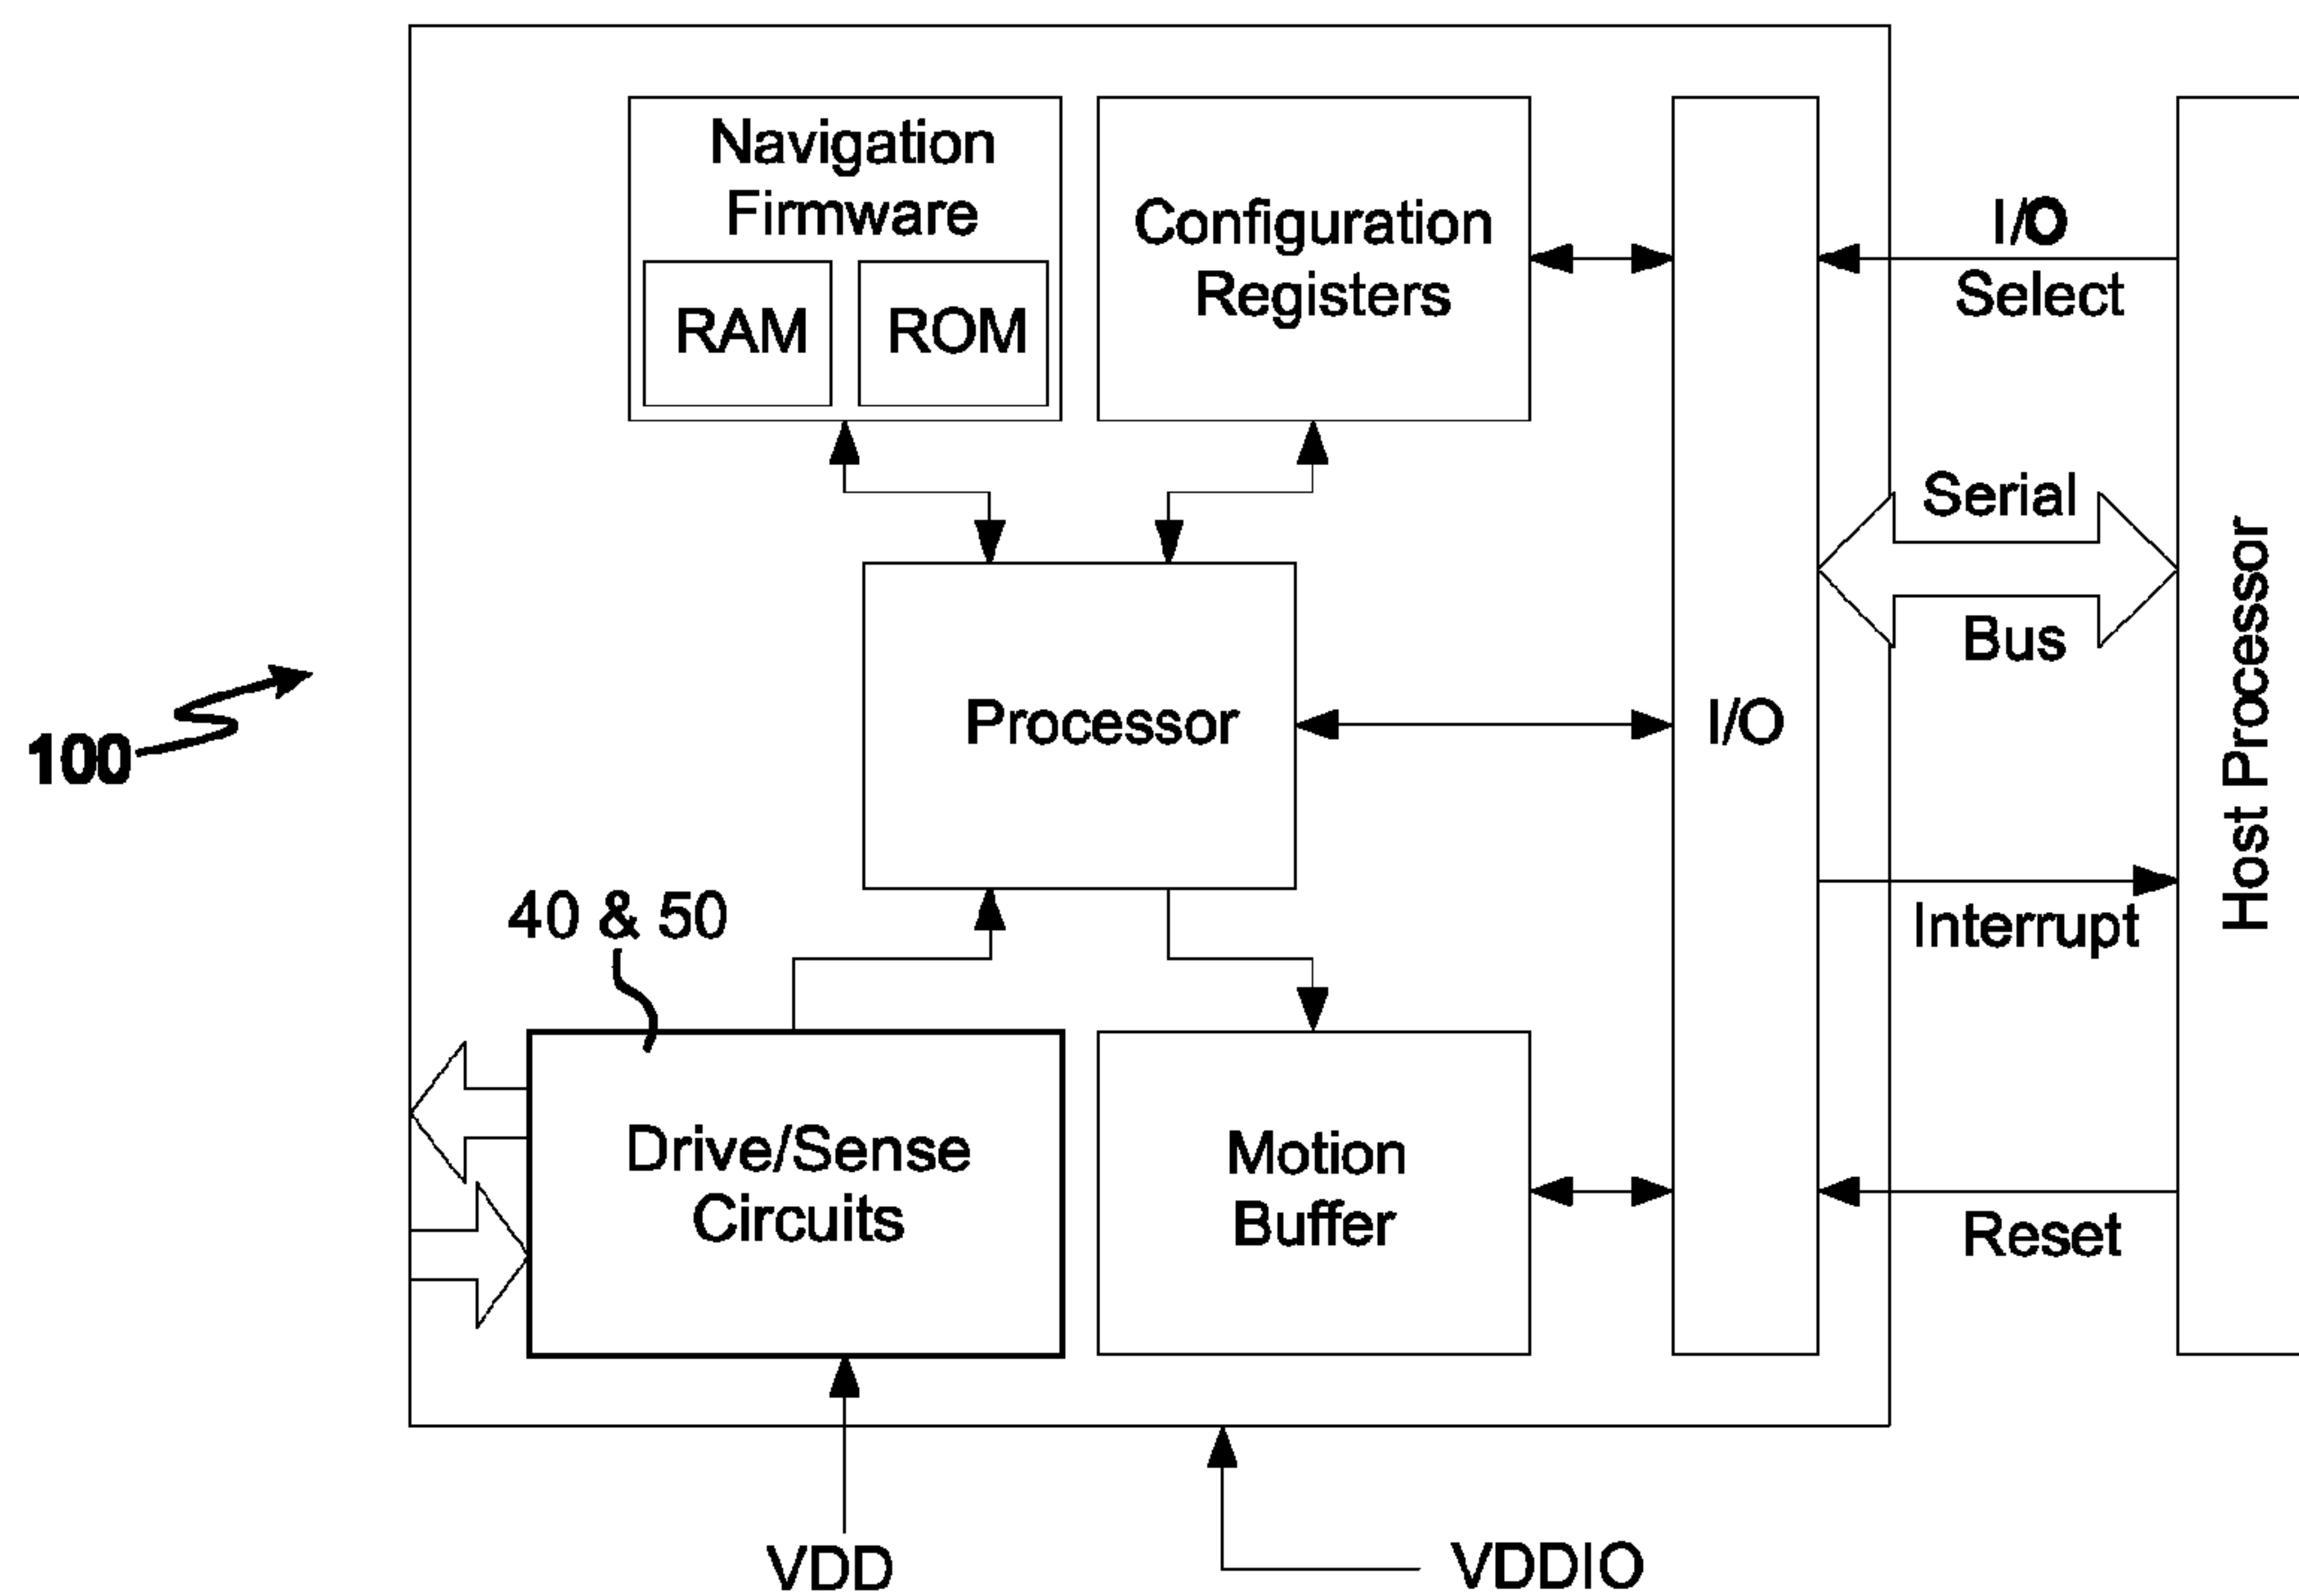 Navigation
Firmware
RAM
ROM
Configuration
Registers
I/O
Select
Serial
Bus
Host Processor
Processor
I/O
100
40 & 50
Interrupt
Drive/Sense
Circuits
Motion
Buffer
Reset
VDD
VDDIO